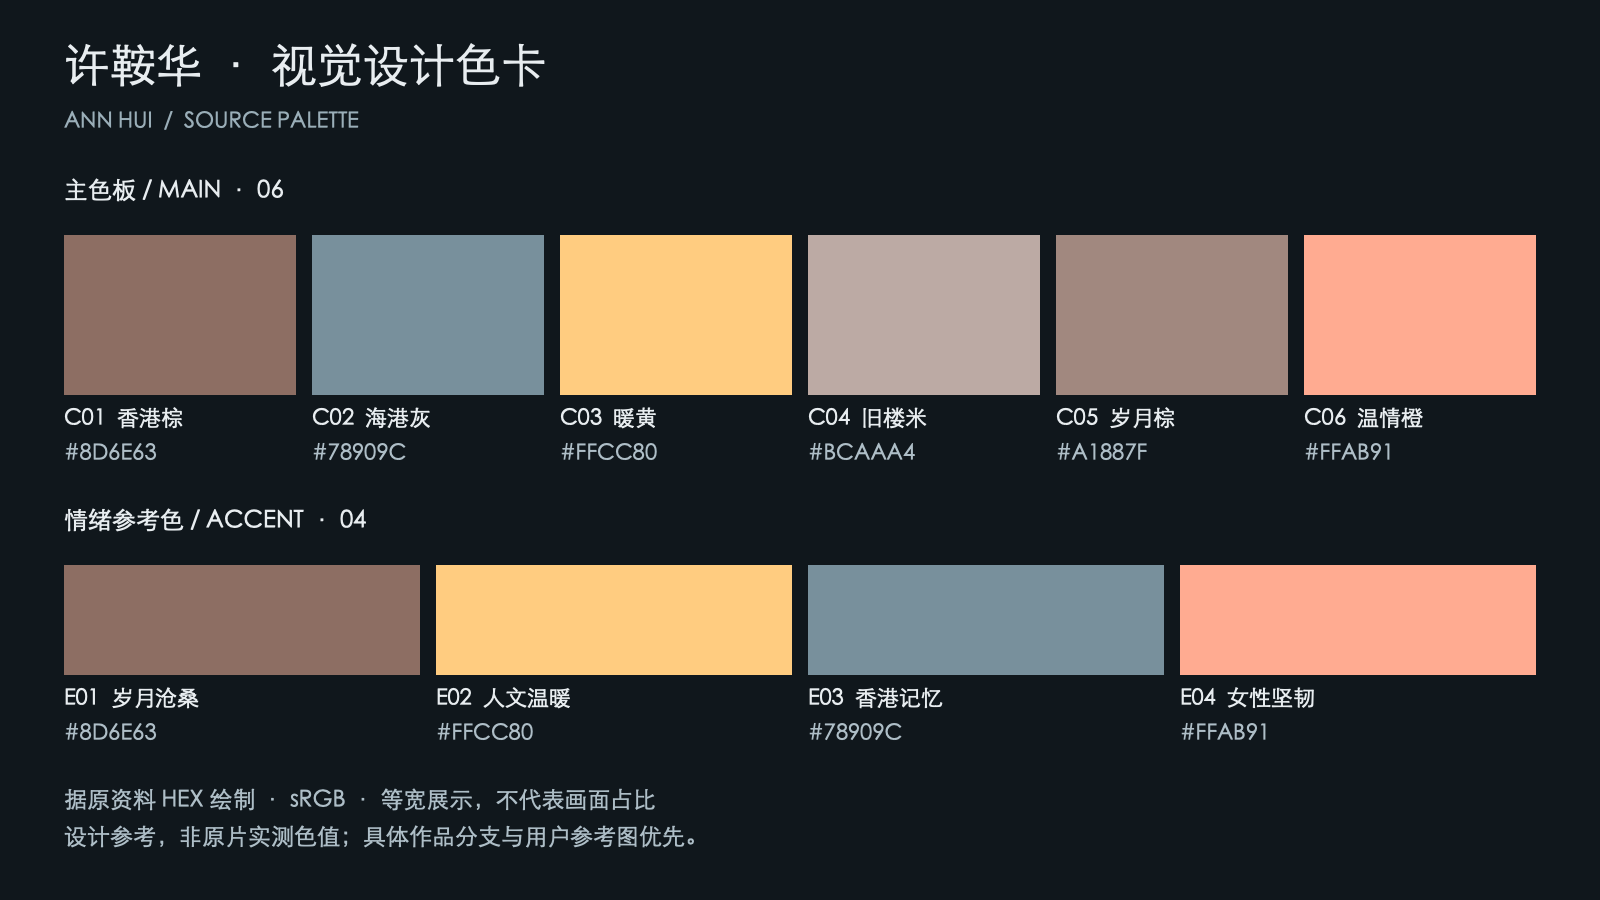 许鞍华 · 视觉设计色卡
ANN HUI / SOURCE PALETTE
主色板 / MAIN · 06
C01 香港棕
#8D6E63
C02 海港灰
#78909C
C03 暖黄
#FFCC80
C04 旧楼米
#BCAAA4
C05 岁月棕
#A1887F
C06 温情橙
#FFAB91
情绪参考色 / ACCENT · 04
E01 岁月沧桑
#8D6E63
E02 人文温暖
#FFCC80
E03 香港记忆
#78909C
E04 女性坚韧
#FFAB91
据原资料 HEX 绘制 · sRGB · 等宽展示，不代表画面占比
设计参考，非原片实测色值；具体作品分支与用户参考图优先。